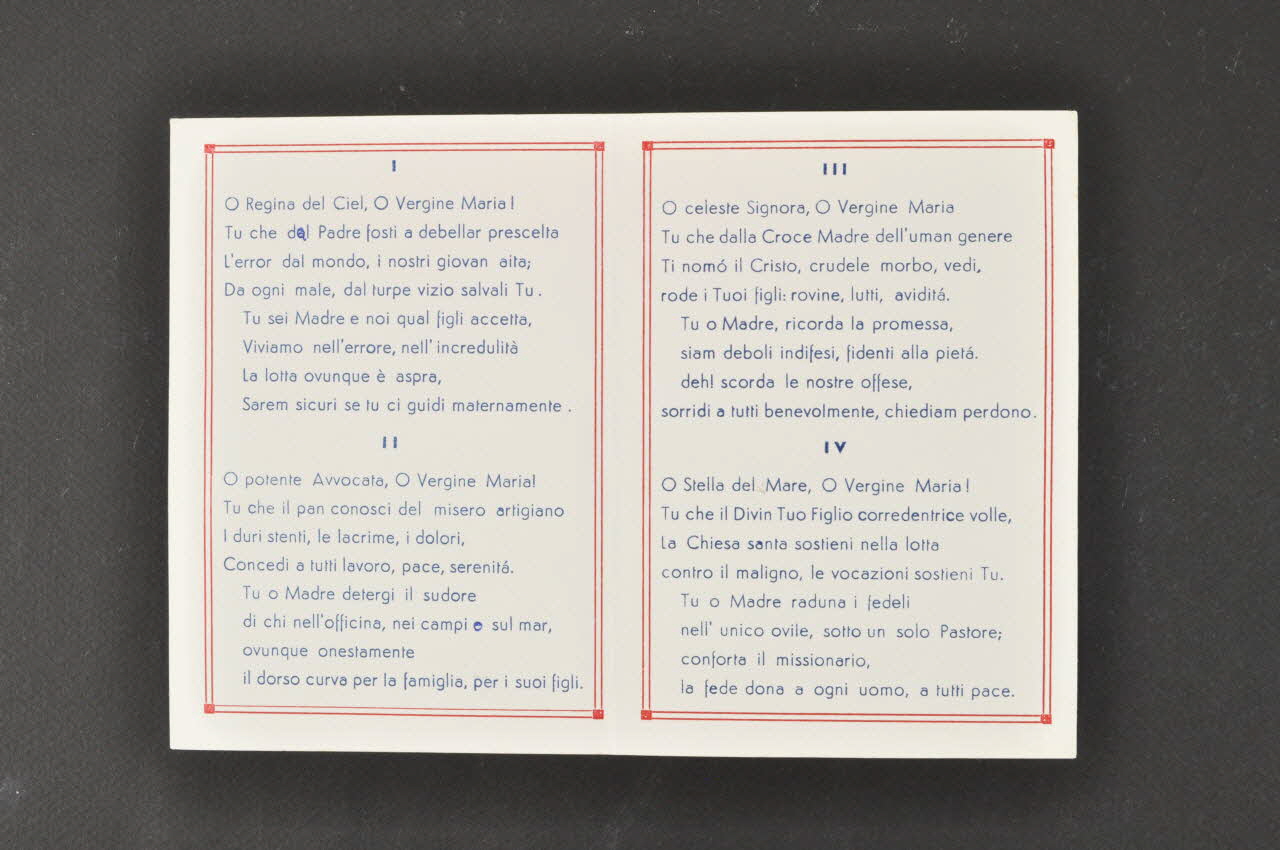 I
O Regina del Ciel, O Vergine Maria!
Tu che dal Padre fosti a debellar prescelta
L'error dal mondo, i nostri giovan aita;
Da ogni male, dal turpe vizio salvali Tu.
Tu sei Madre e noi qual figli accetta,
Viviamo nell'errore, nell'incredulità
La lotta ovunque è aspra,
Sarem sicuri se tu ci guidi maternamente.
II
O potente Avvocata, O Vergine Maria!
Tu che il pan conosci del misero artigiano
I duri stenti, le lacrime, i dolori,
Concedi a tutti lavoro, pace, serenitá.
Tu o Madre detergi il sudore
di chi nell'officina, nei campi e sul mar,
ovunque onestamente
il dorso curva per la famiglia, per i suoi figli.
III
O celeste Signora, O Vergine Maria
Tu che dalla Croce Madre dell'uman genere
Ti nomó il Cristo, crudele morbo, vedi,
rode i Tuoi figli: rovine, lutti, aviditá.
Tu o Madre, ricorda la promessa,
siam deboli indifesi, fidenti alla pietá.
deh! scorda le nostre offese,
sorridi a tutti benevolmente, chiediam perdono.
IV
O Stella del Mare, O Vergine Maria!
Tu che il Divin Tuo Figlio corredentrice volle,
La Chiesa santa sostieni nella lotta
contro il maligno, le vocazioni sostieni Tu.
Tu o Madre raduna i fedeli
nell' unico ovile, sotto un solo Pastore;
conforta il missionario,
la fede dona a ogni uomo, a tutti pace.